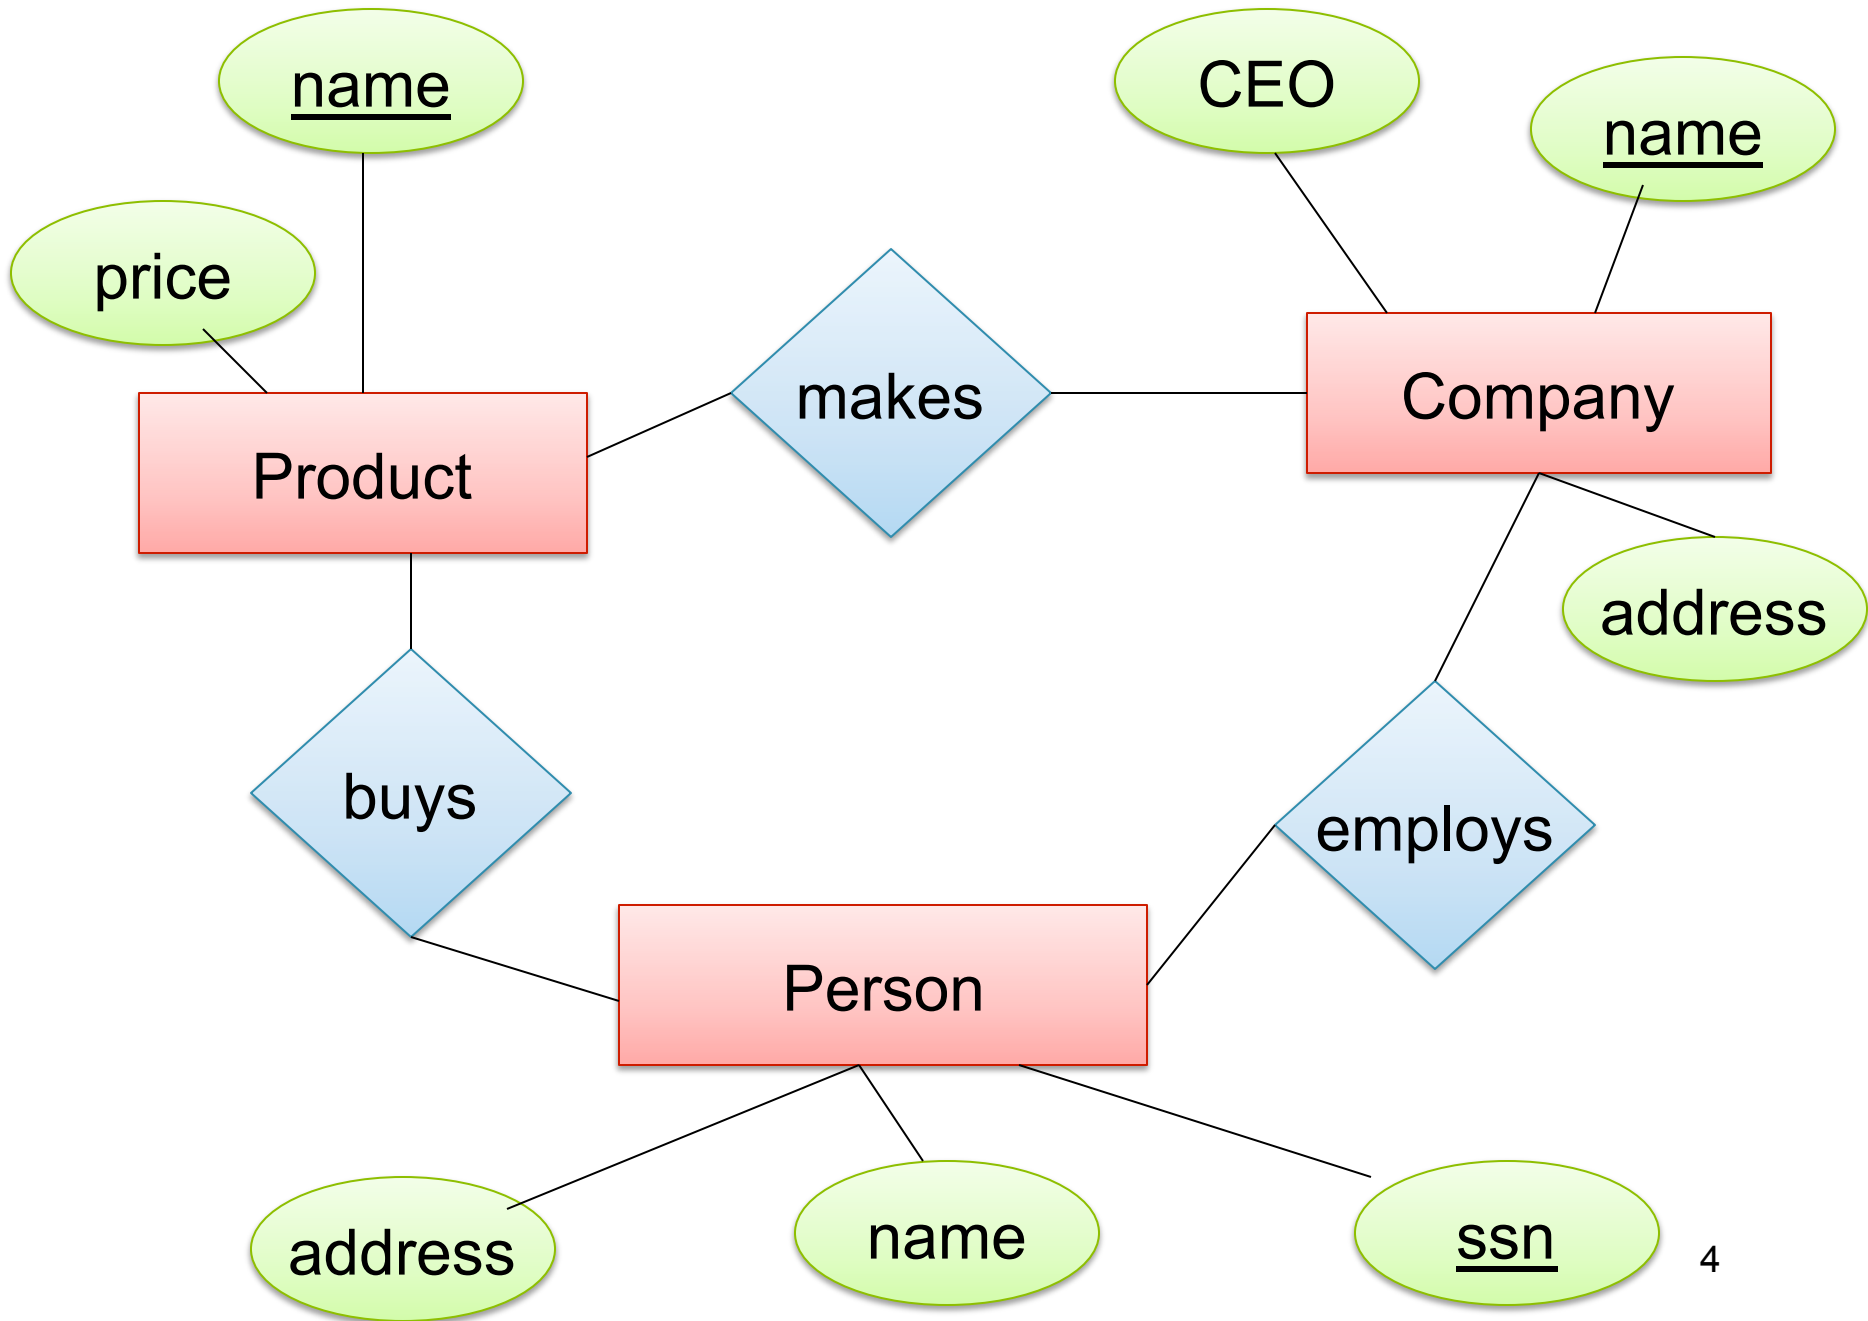 name
CEO
name
price
makes
Company
Product
address
buys
employs
Person
address
name
ssn
4